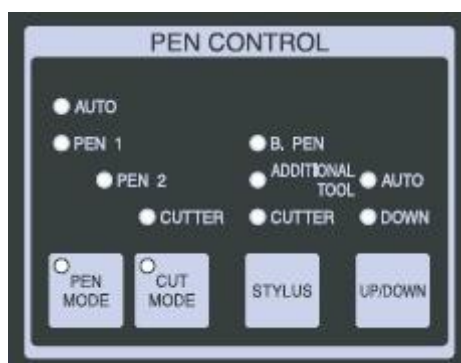 PEN CONTROL
AUTO
PEN 1
B. PEN
PEN 2
ADDITIONAL
TOOL
AUTO
CUTTER
CUTTER
DOWN
PEN
MODE
CUT
MODE
STYLUS
UP/DOWN